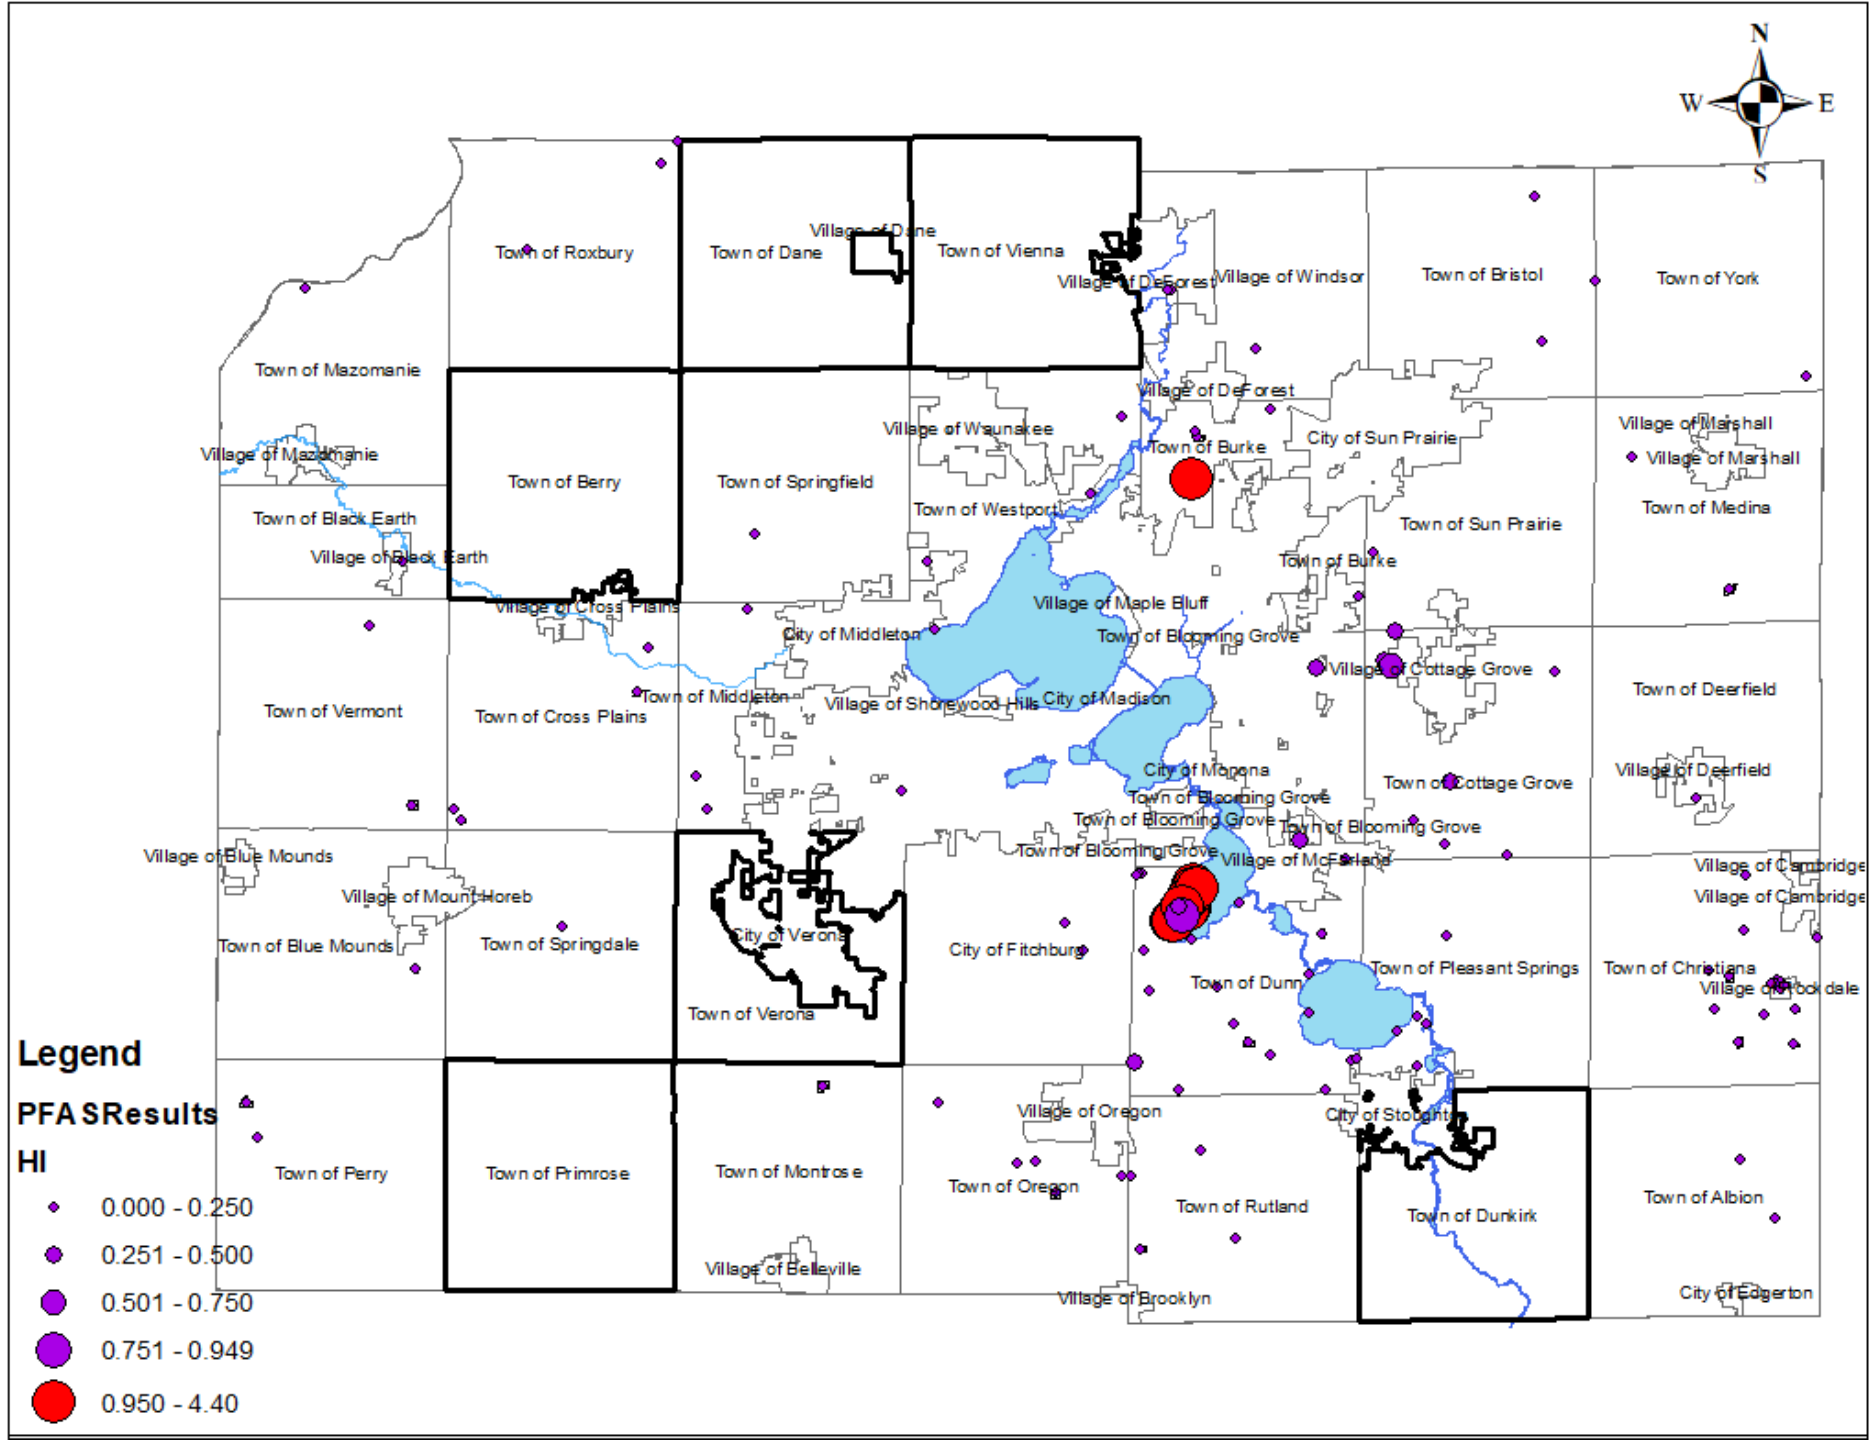 N
W E
S
Village of Dane
Town of Roxbury
Town of Dane
Town of Vienna
Village of DeForest
Village of Windsor
Town of Bristol
Town of York
Town of Mazomanie
Village of DeForest
Village of Marshall
Village of Waunakee
City of Sun Prairie
Town of Burke
Village of Mazomanie
Village of Marshall
Town of Berry
Town of Springfield
Town of Westport
Town of Medina
Town of Black Earth
Town of Sun Prairie
Village of Black Earth
Town of Burke
Village of Cross Plains
Village of Maple Bluff
City of Middleton
Town of Blooming Grove
Village of Cottage Grove
Town of Deerfield
Town of Middleton
City of Madison
Village of Shorewood Hills
Town of Vermont
Town of Cross Plains
City of Monona
Village of Deerfield
Town of Cottage Grove
Town of Blooming Grove
Town of Blooming Grove
Town of Blooming Grove
Town of Blooming Grove
Village of Blue Mounds
Village of McFarland
Village of Cambridge
Village of Mount Horeb
Village of Cambridge
City of Verona
Town of Blue Mounds
Town of Springdale
City of Fitchburg
Town of Pleasant Springs
Town of Christiana
Town of Dunn
Village of Rockdale
Town of Verona
Village of Oregon
City of Stoughton
Town of Perry
Town of Primrose
Town of Montrose
Town of Oregon
Town of Albion
Town of Rutland
Town of Dunkirk
Village of Belleville
City of Edgerton
Village of Brooklyn
Legend
PFASResults
HI
0.000 - 0.250
0.251 - 0.500
0.501 - 0.750
0.751 - 0.949
0.950 - 4.40